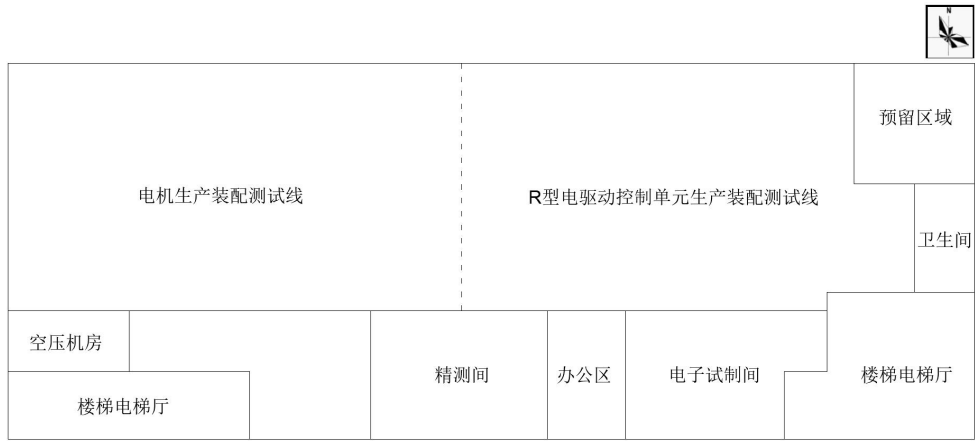 N
预留区域
电机生产装配测试线
R型电驱动控制单元生产装配测试线
卫生间
空压机房
精测间
办公区
电子试制间
楼梯电梯厅
楼梯电梯厅